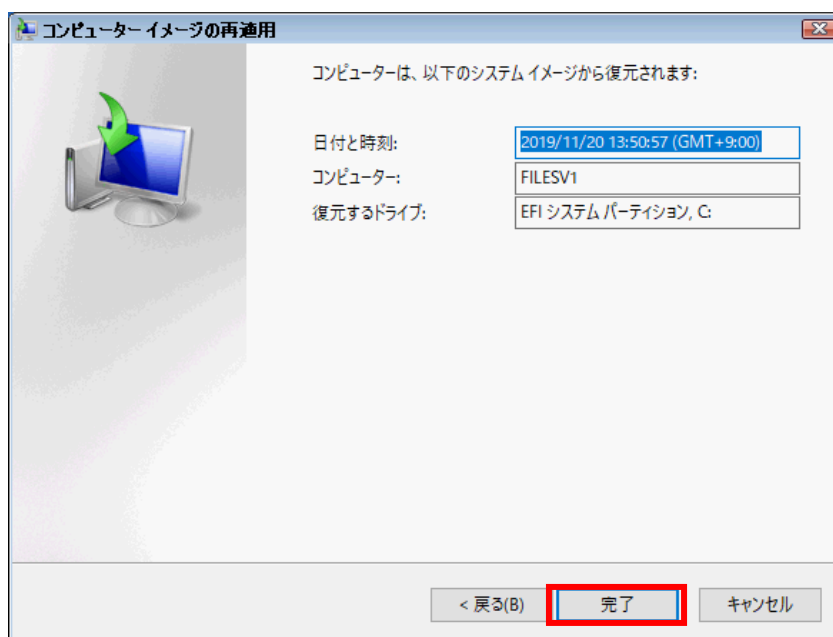 コンピューター イメージの再適用
コンピューターは、以下のシステム イメージから復元されます:
日付と時刻: 2019/11/20 13:50:57 (GMT+9:00)
コンピューター: FILESV1
復元するドライブ: EFI システム パーティション, C:
< 戻る(B) 完了 キャンセル